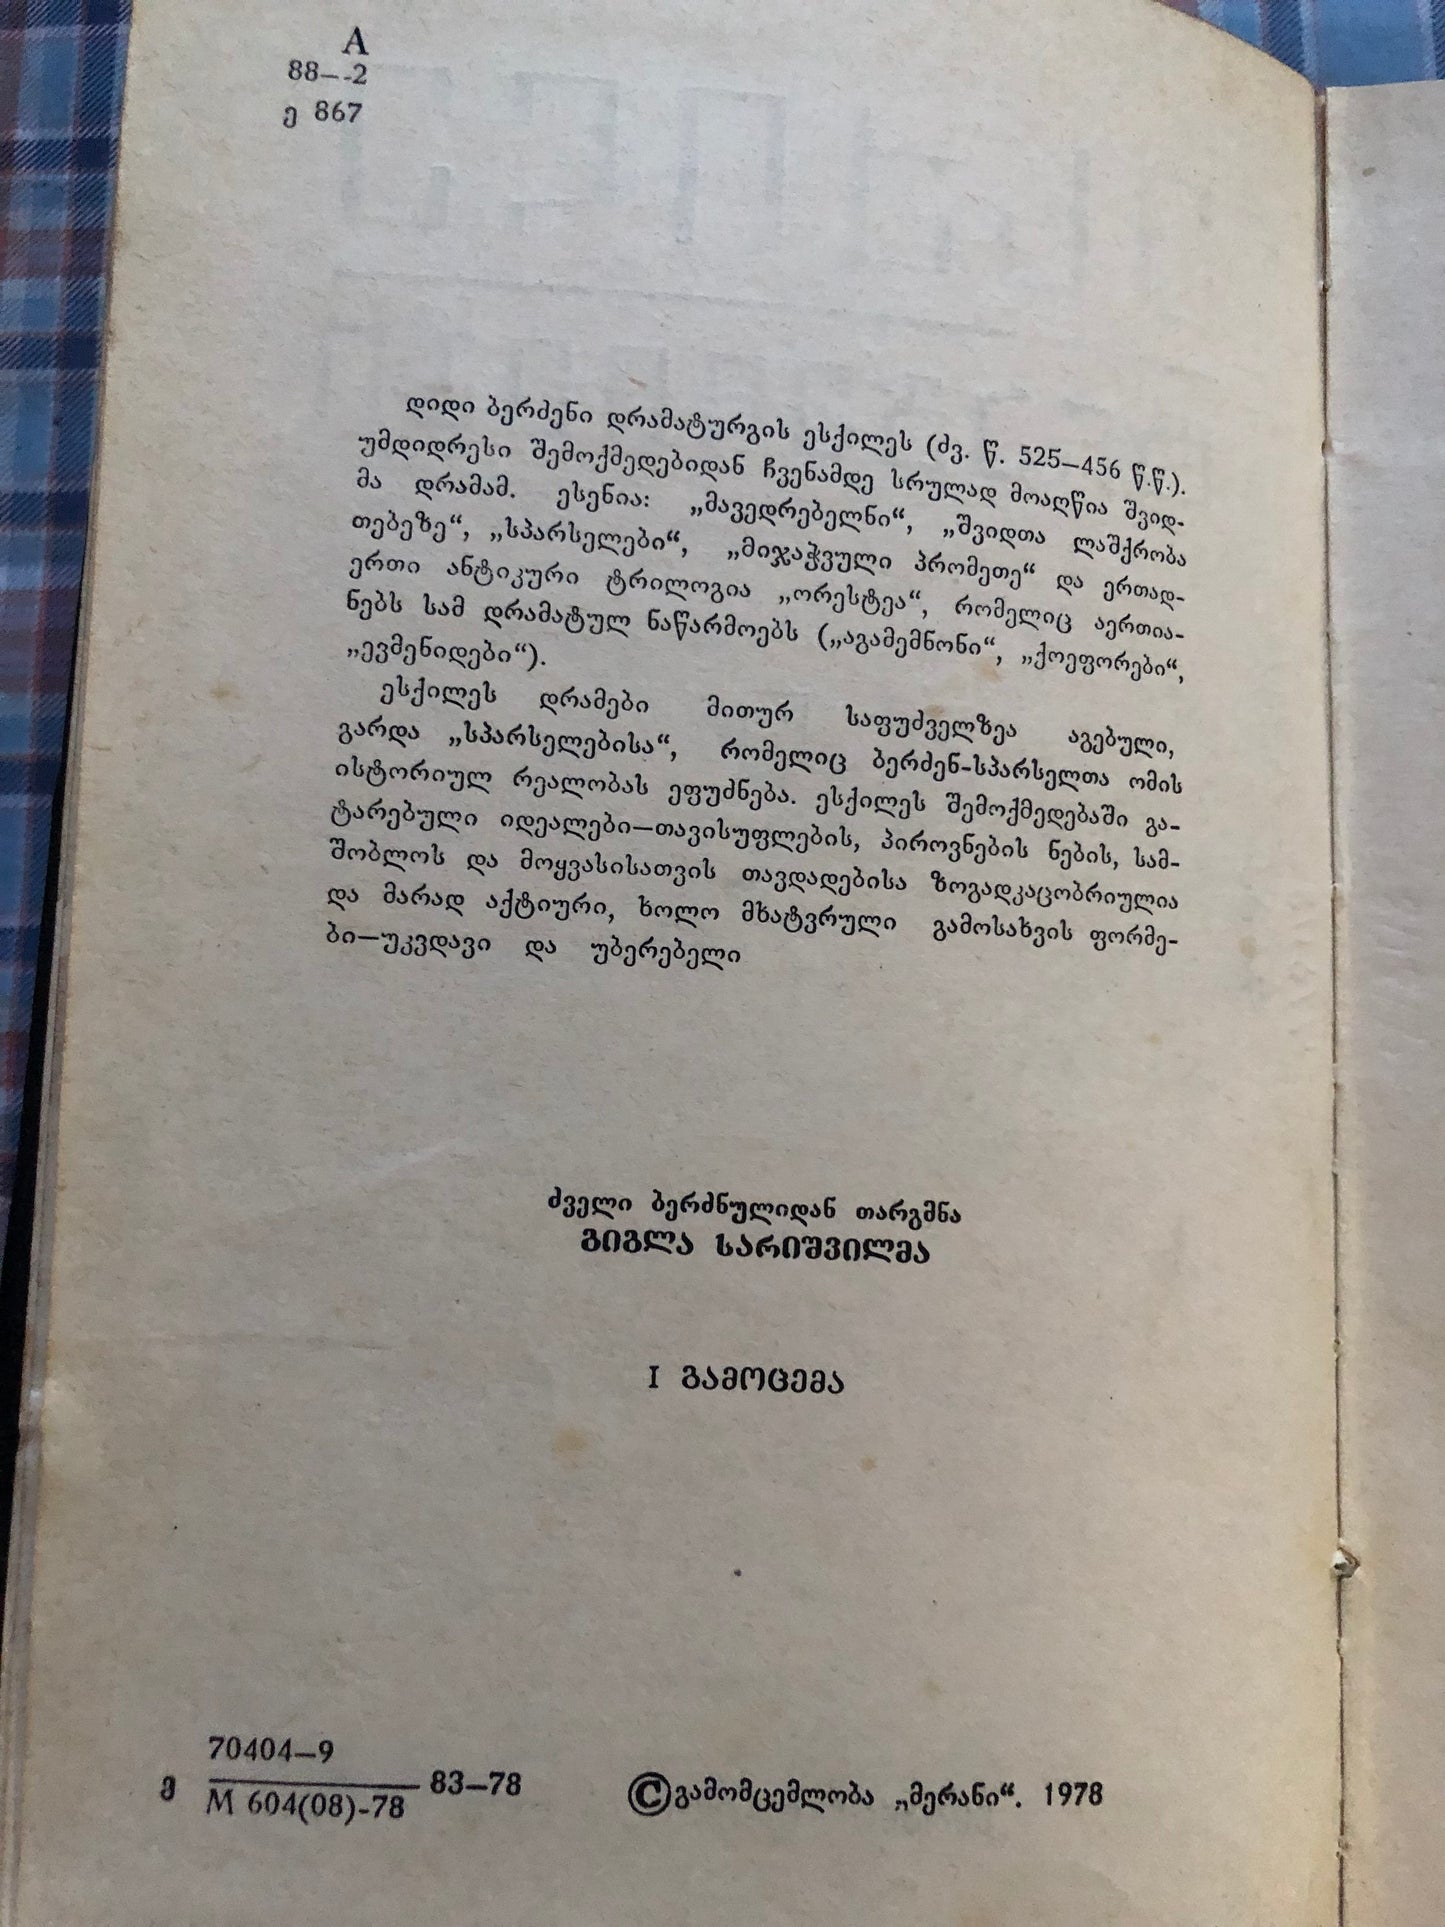 A
88—-2
ე 867
დიდი ბერძენი დრამატურგის ესქილეს (ძვ. წ. 525—456 წ.წ.).
უმდიდრესი შემოქმედებიდან ჩვენამდე სრულად მოაღწია შვიდ-
მა დრამამ. ესენია: „მავედრებელნი“, „შვიდთა ლაშქრობა
თებეზე“, „სპარსელები“, „მიჯაჭვული პრომეთე“ და ერთად-
ერთი ანტიკური ტრილოგია „ორესტეა“, რომელიც აერთია-
ნებს სამ დრამატულ ნაწარმოებს („აგამემნონი“, „ქოეფორები“,
„ევმენიდები“).
ესქილეს დრამები მითურ საფუძველზეა აგებული,
გარდა „სპარსელებისა“, რომელიც ბერძენ-სპარსელთა ომის
ისტორიულ რეალობას ეფუძნება. ესქილეს შემოქმედებაში გა-
ტარებული იდეალები—თავისუფლების, პიროვნების ნების, სამ-
შობლოს და მოყვასისათვის თავდადებისა ზოგადკაცობრიულია
და მარად აქტიური, ხოლო მხატვრული გამოსახვის ფორმე-
ბი—უკვდავი და უბერებელი
ძველი ბერძნულიდან თარგმნა
გიგლა სარიშვილმა
I გამოცემა
მ 70404—9
M 604(08)-78 83—78
©გამომცემლობა „მერანი“. 1978